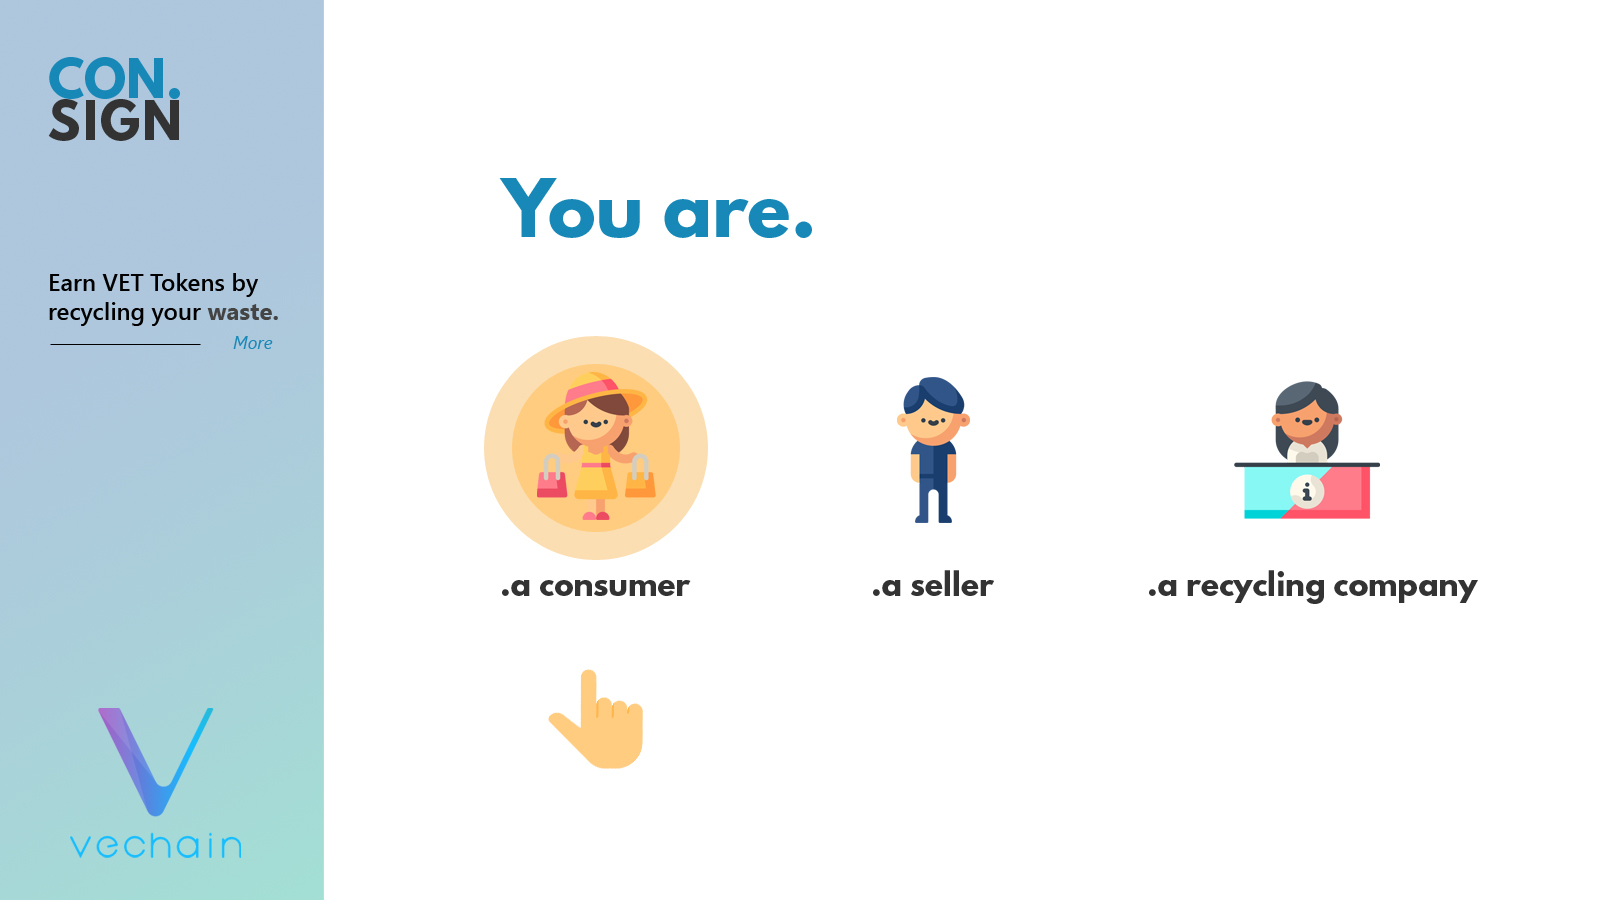 CON.
SIGN
Earn VET Tokens by
recycling your waste.
More
vechain
You are.
.a consumer
.a seller
.a recycling company
i